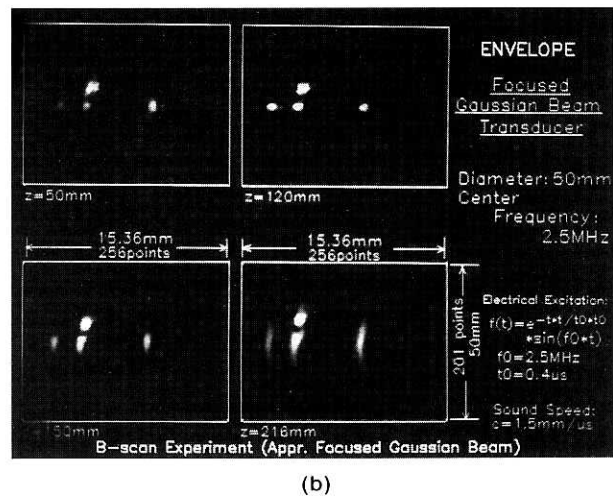 ENVELOPE
Focused
Gaussian Beam
Transducer
Diameter:50mm
Center
Frequency:
2.5MHz
z=50mm
z=120mm
15.36mm
256points
15.36mm
256points
201 points
50mm
Electrical Excitation:
f(t)=e-t*t/t0*t0
*sin(f0*t)
f0=2.5MHz
t0=0.4us
Sound Speed:
c=1.5mm/us
z=216mm
B-scan Experiment (Appr. Focused Gaussian Beam)
(b)